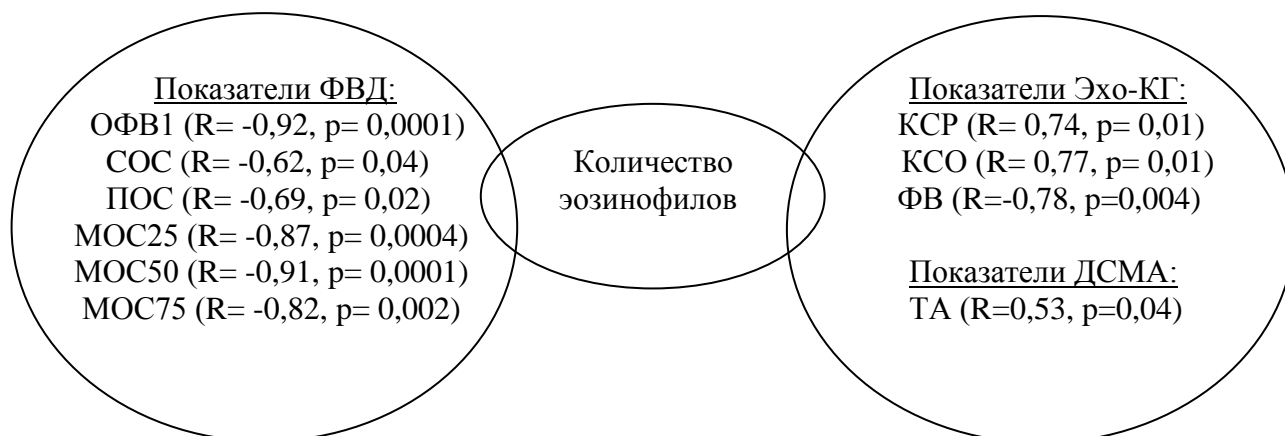 Показатели ФВД:
ОФВ1 (R= -0,92, p= 0,0001)
СОС (R= -0,62, p= 0,04)
ПОС (R= -0,69, p= 0,02)
МОС25 (R= -0,87, p= 0,0004)
МОС50 (R= -0,91, p= 0,0001)
МОС75 (R= -0,82, p= 0,002)
Количество
эозинофилов
Показатели Эхо-КГ:
КСР (R= 0,74, p= 0,01)
КСО (R= 0,77, p= 0,01)
ФВ (R=-0,78, p=0,004)
Показатели ДСМА:
ТА (R=0,53, p=0,04)